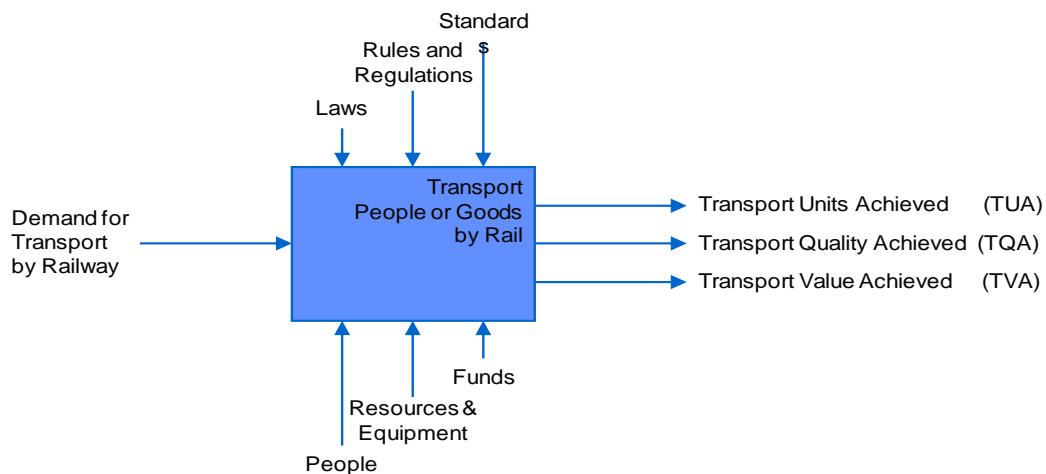 Standard
s
Rules and
Regulations
Laws
Transport
People or Goods
by Rail
Demand for
Transport
by Railway
Transport Units Achieved (TUA)
Transport Quality Achieved (TQA)
Transport Value Achieved (TVA)
Funds
Resources &
Equipment
People